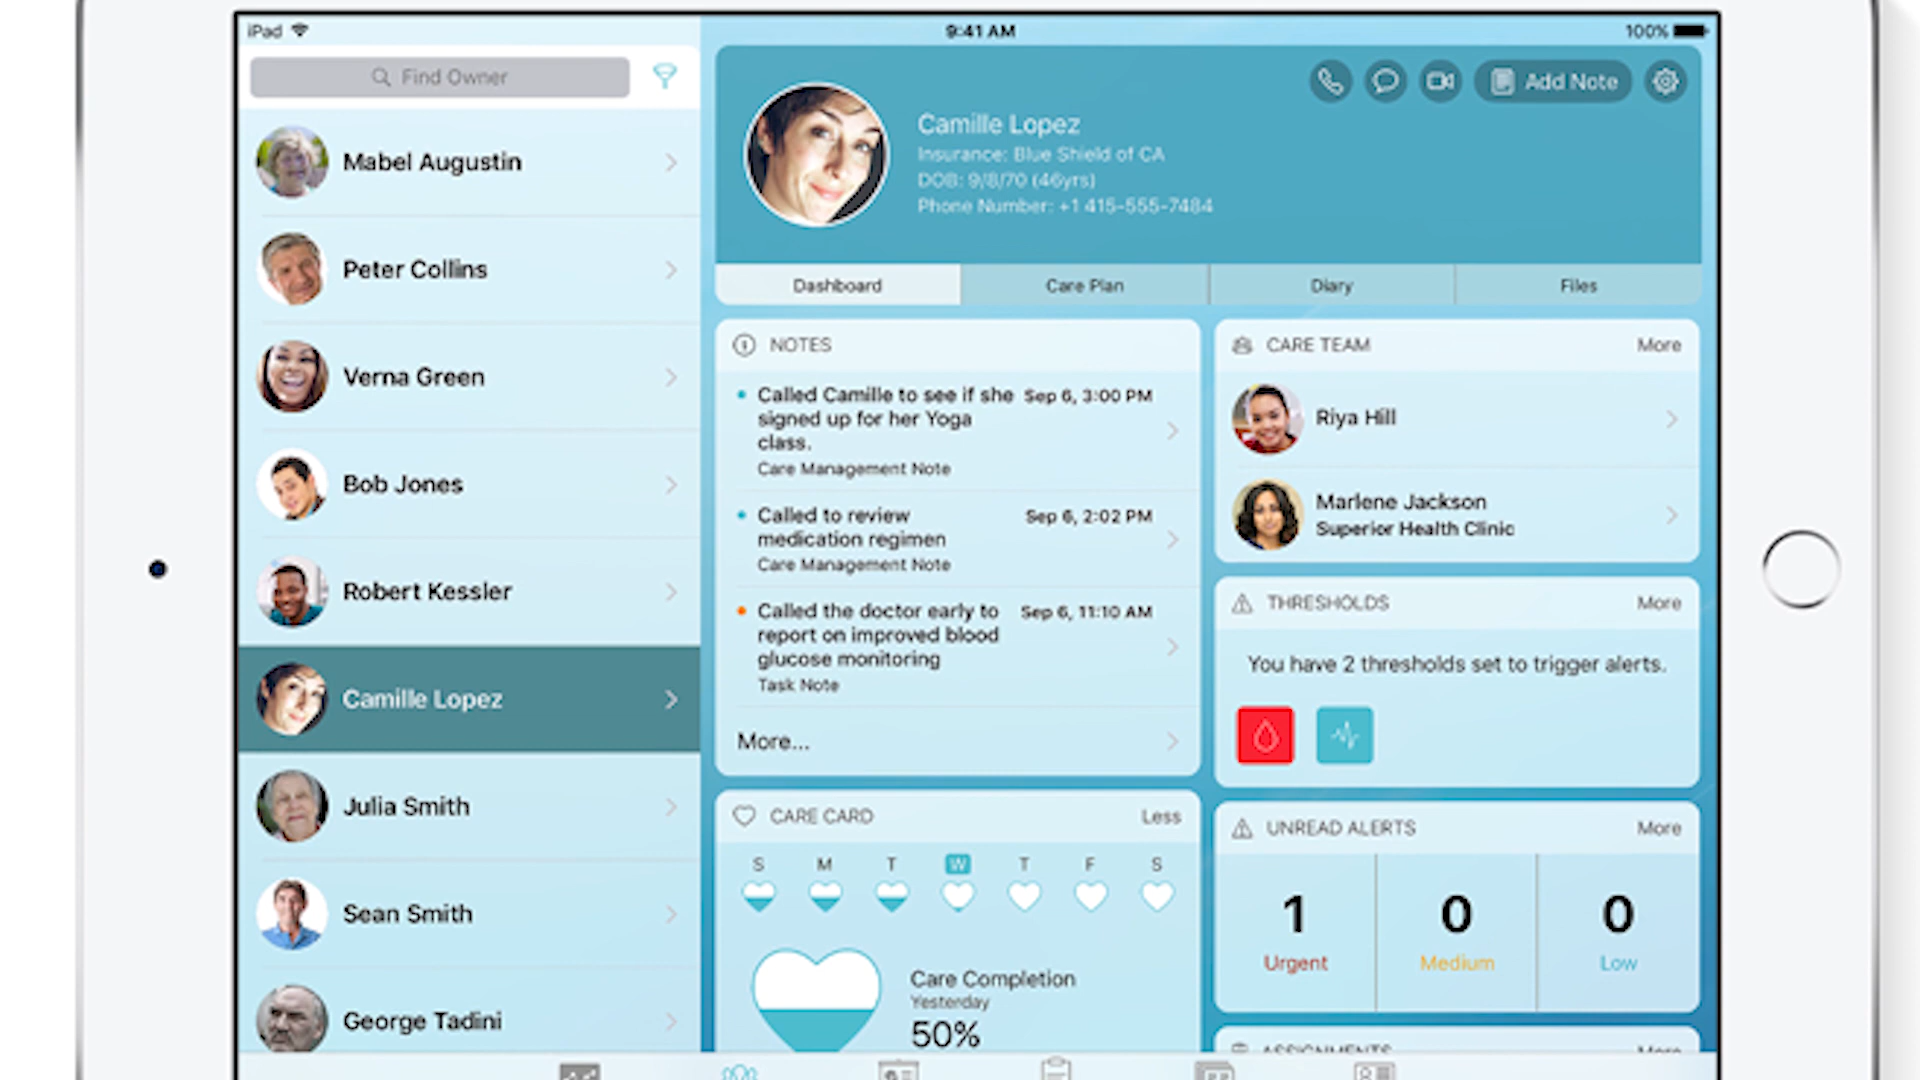 iPad
9:41 AM
100%
Find Owner
Mabel Augustin
Peter Collins
Verna Green
Bob Jones
Robert Kessler
Camille Lopez
Julia Smith
Sean Smith
George Tadini
Add Note
Camille Lopez
Insurance: Blue Shield of CA
DOB: 9/8/70 (46yrs)
Phone Number: +1 415-555-7484
Dashboard
Care Plan
Diary
Files
NOTES
Called Camille to see if she Sep 6, 3:00 PM
signed up for her Yoga
class.
Care Management Note
Called to review Sep 6, 2:02 PM
medication regimen
Care Management Note
Called the doctor early to Sep 6, 11:10 AM
report on improved blood
glucose monitoring
Task Note
More...
CARE CARD Less
S M T W T F S
Care Completion
Yesterday
50%
CARE TEAM More
Riya Hill
Marlene Jackson
Superior Health Clinic
THRESHOLDS More
You have 2 thresholds set to trigger alerts.
UNREAD ALERTS More
1 0 0
Urgent Medium Low
ASSIGNMENTS More